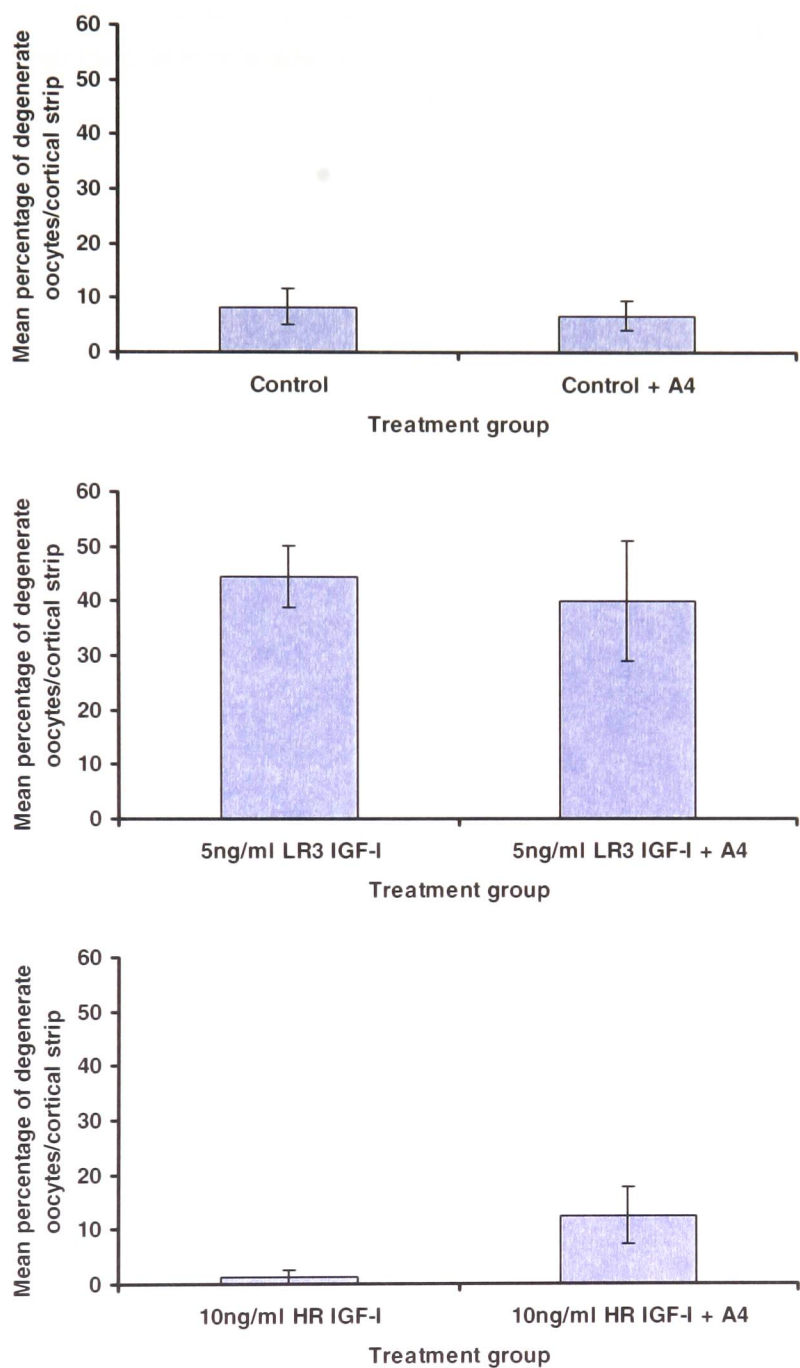 Mean percentage of degenerate
oocytes/cortical strip
60
50
40
30
20
10
0
Control
Control + A4
Treatment group
Mean percentage of degenerate
oocytes/cortical strip
60
50
40
30
20
10
0
5ng/ml LR3 IGF-I
5ng/ml LR3 IGF-I + A4
Treatment group
Mean percentage of degenerate
oocytes/cortical strip
60
50
40
30
20
10
0
10ng/ml HR IGF-I
10ng/ml HR IGF-I + A4
Treatment group